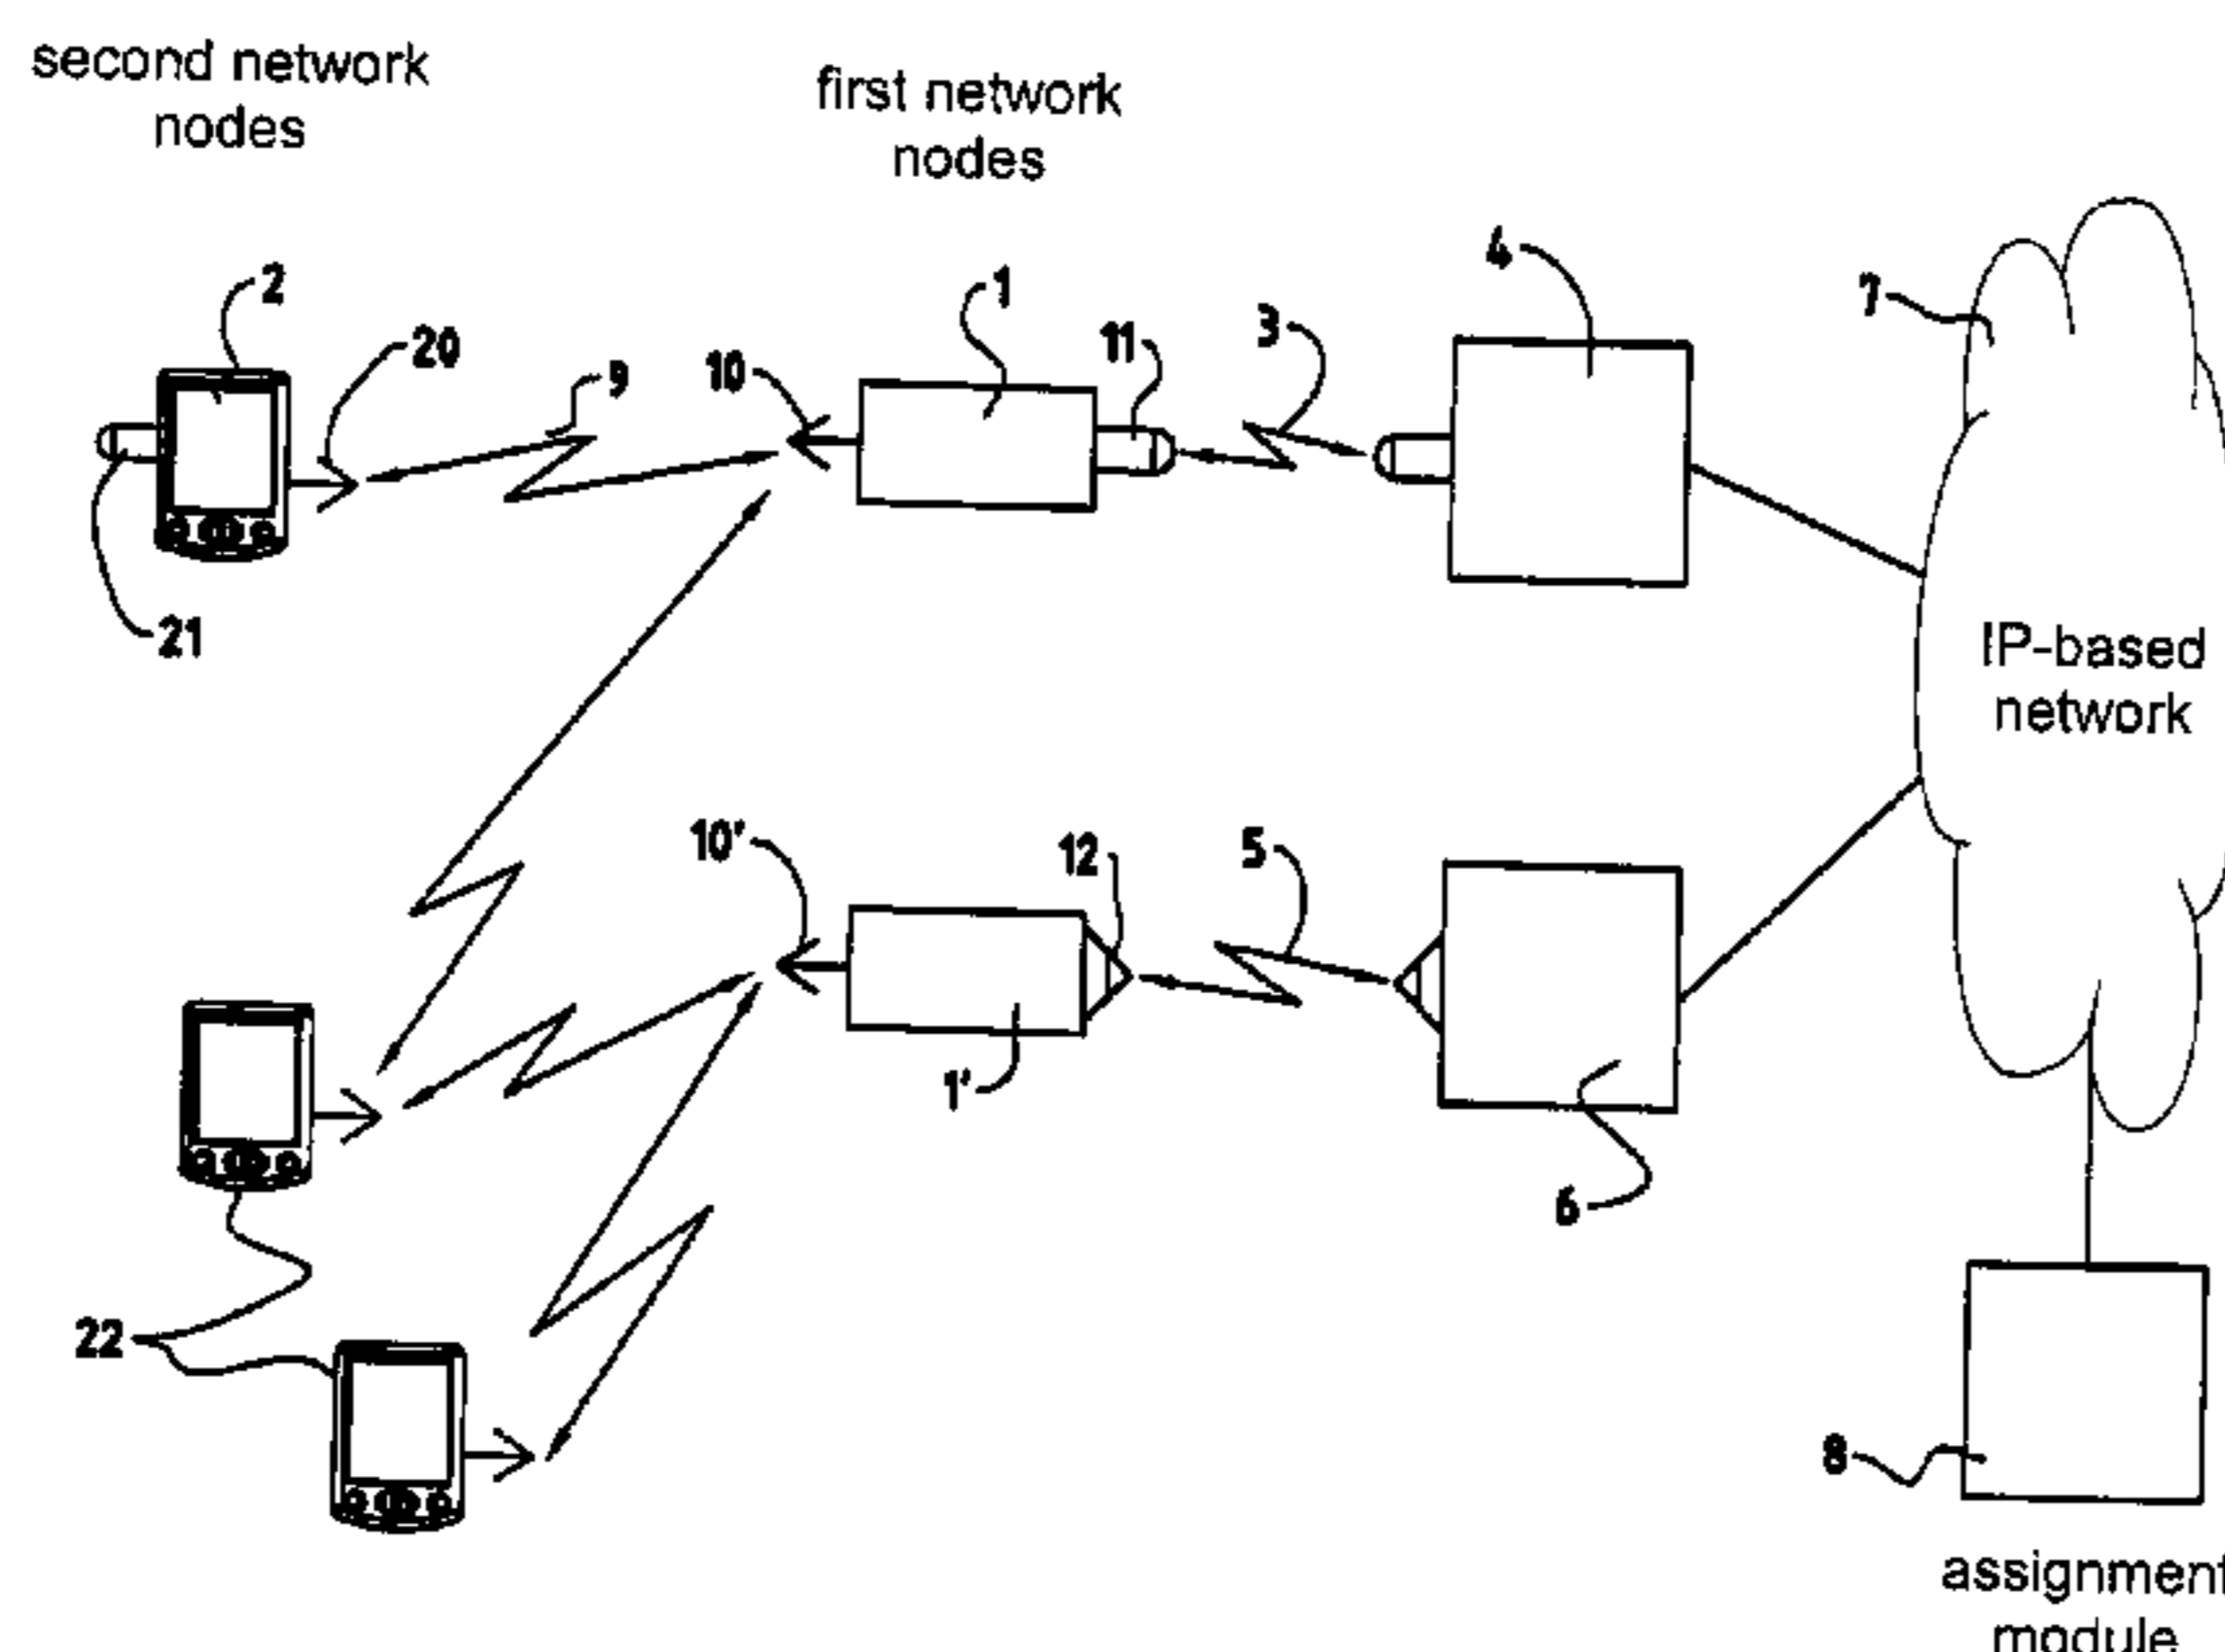 second network
nodes
first network
nodes
2
20
9
10
1
11
3
4
7
21
IP-based
network
10'
12
5
1'
6
22
8
assignment
module